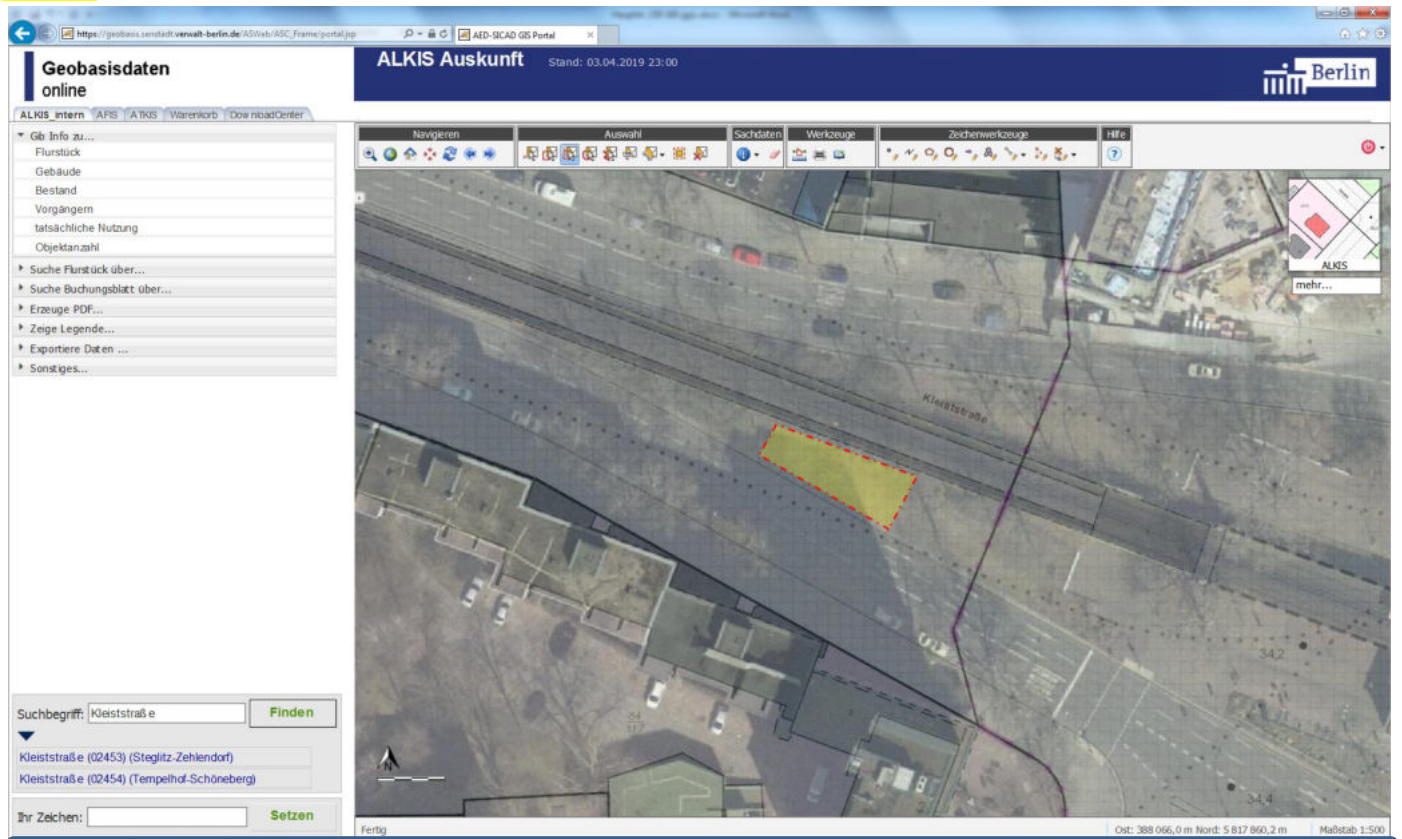 https://geobasis.senstadt.verwalt-berlin.de/ASWeb/ASC_Frame/portal.jsp
AED-SICAD GIS Portal
Geobasisdaten
online
ALKIS Auskunft Stand: 03.04.2019 23:00
Berlin
ALKIS_intern AFIS ATKIS Warenkorb DownloadCenter
Gib Info zu...
Flurstück
Gebäude
Bestand
Vorgängern
tatsächliche Nutzung
Objektanzahl
Suche Flurstück über...
Suche Buchungsblatt über...
Erzeuge PDF...
Zeige Legende...
Exportiere Daten ...
Sonstiges...
Navigieren Auswahl Sachdaten Werkzeuge Zeichenwerkzeuge Hilfe
ALKIS
mehr...
Kleiststraße
34,2
34,4
N
Suchbegriff: Kleiststraße Finden
Kleiststraße (02453) (Steglitz-Zehlendorf)
Kleiststraße (02454) (Tempelhof-Schöneberg)
Ihr Zeichen: Setzen
Fertig
Ost: 388 066,0 m Nord: 5 817 860,2 m Maßstab 1:500